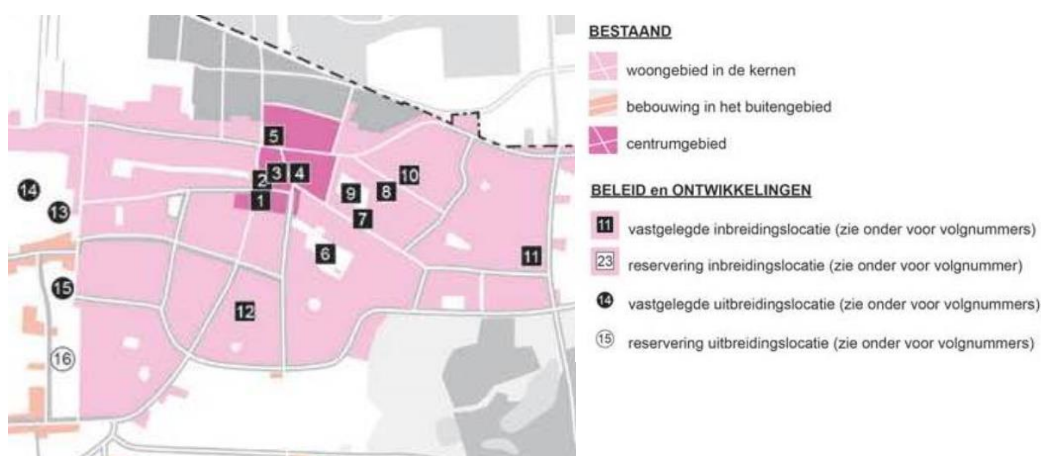 5
10
14
2
3
4
9
8
13
1
7
6
11
15
12
16
BESTAAND
woongebied in de kernen
bebouwing in het buitengebied
centrumgebied
BELEID en ONTWIKKELINGEN
11 vastgelegde inbreidingslocatie (zie onder voor volgnummers)
23 reservering inbreidingslocatie (zie onder voor volgnummer)
14 vastgelegde uitbreidingslocatie (zie onder voor volgnummers)
15 reservering uitbreidingslocatie (zie onder voor volgnummers)